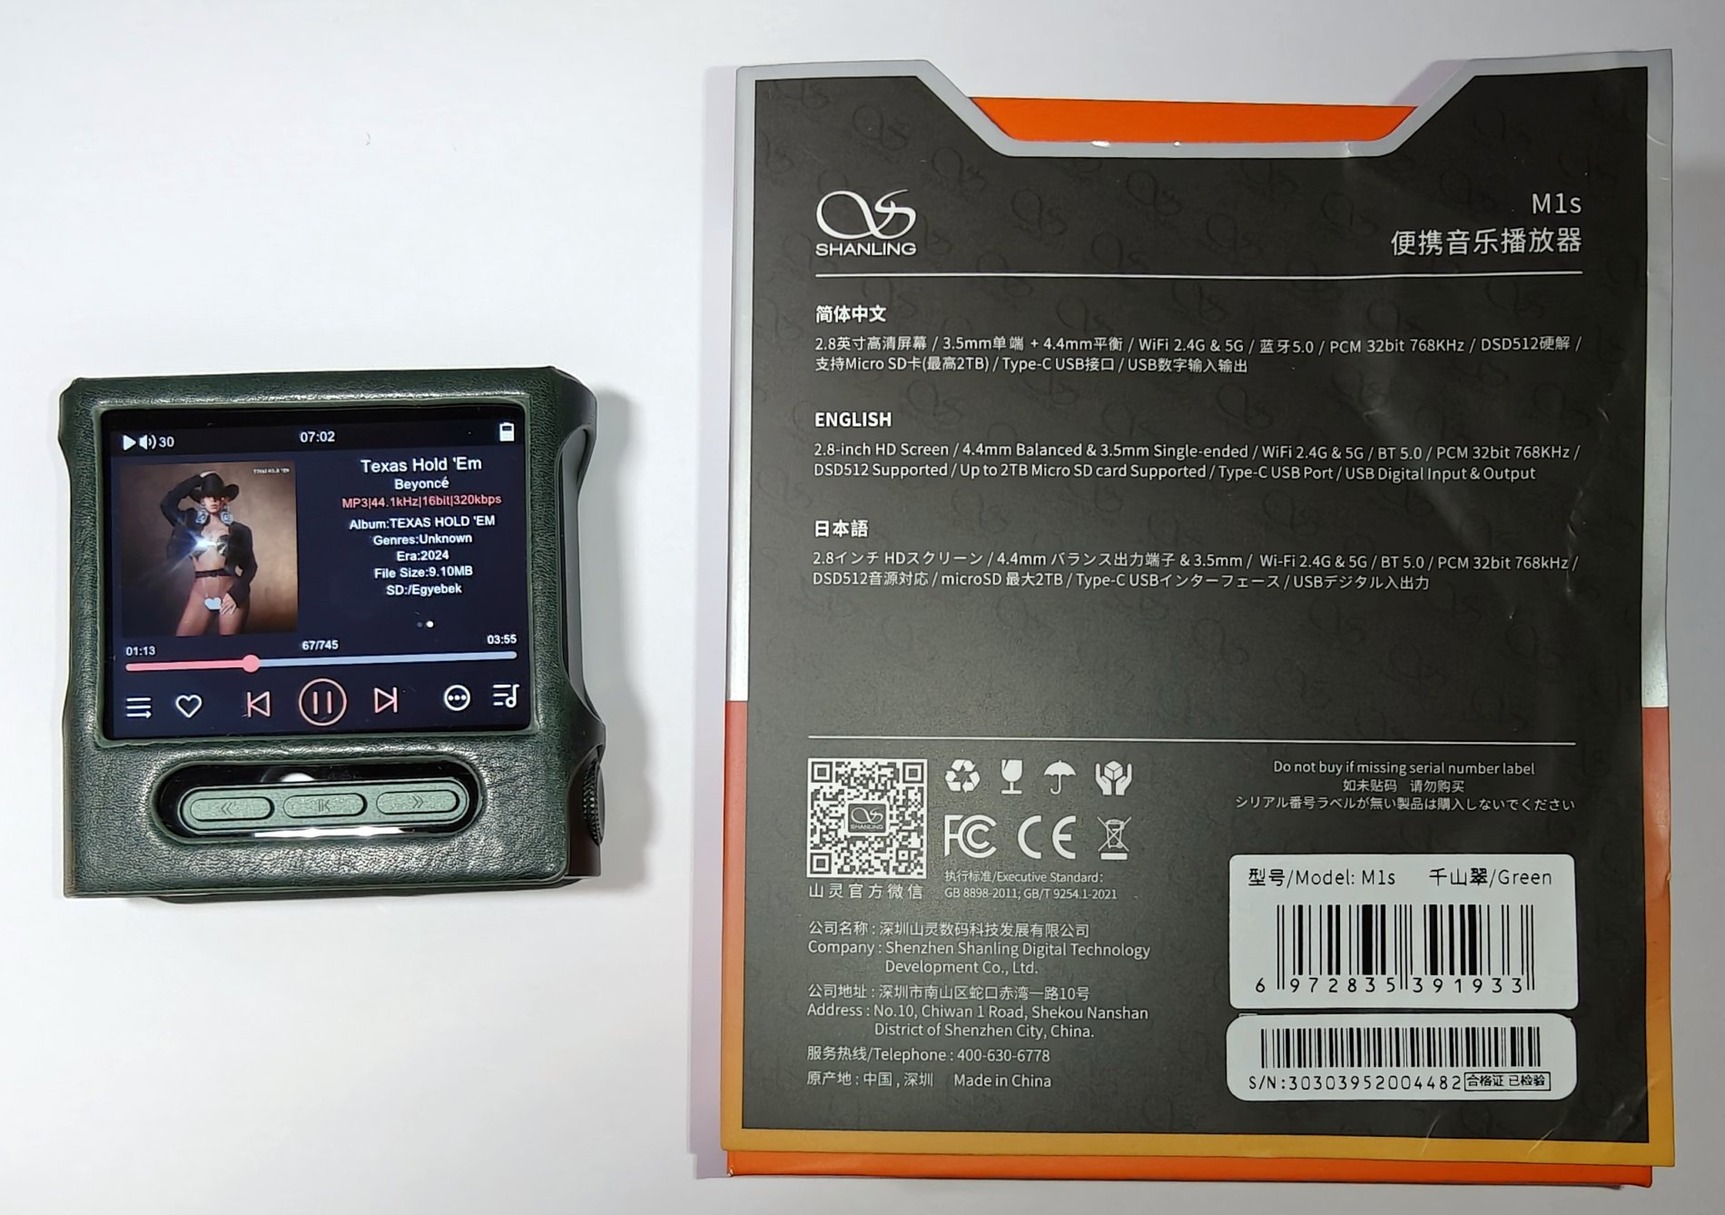 30
07:02
TEXAS HOLD 'EM
Texas Hold 'Em
Beyoncé
MP3|44.1kHz|16bit|320kbps
Album:TEXAS HOLD 'EM
Genres:Unknown
Era:2024
File Size:9.10MB
SD:/Egyebek
01:13
67/745
03:55
SHANLING
M1s
便携音乐播放器
简体中文
2.8英寸高清屏幕 / 3.5mm单端 + 4.4mm平衡 / WiFi 2.4G & 5G / 蓝牙5.0 / PCM 32bit 768KHz / DSD512硬解 /
支持Micro SD卡(最高2TB) / Type-C USB接口 / USB数字输入输出
ENGLISH
2.8-inch HD Screen / 4.4mm Balanced & 3.5mm Single-ended / WiFi 2.4G & 5G / BT 5.0 / PCM 32bit 768KHz /
DSD512 Supported / Up to 2TB Micro SD card Supported / Type-C USB Port / USB Digital Input & Output
日本語
2.8インチ HDスクリーン / 4.4mm バランス出力端子 & 3.5mm / Wi-Fi 2.4G & 5G / BT 5.0 / PCM 32bit 768kHz /
DSD512音源対応 / microSD 最大2TB / Type-C USBインターフェース / USBデジタル入出力
SHANLING
山灵官方微信
FC CE
执行标准/Executive Standard:
GB 8898-2011; GB/T 9254.1-2021
公司名称 : 深圳山灵数码科技发展有限公司
Company : Shenzhen Shanling Digital Technology
Development Co., Ltd.
公司地址 : 深圳市南山区蛇口赤湾一路10号
Address : No.10, Chiwan 1 Road, Shekou Nanshan
District of Shenzhen City, China.
服务热线/Telephone : 400-630-6778
原产地 : 中国 , 深圳 Made in China
Do not buy if missing serial number label
如未贴码 请勿购买
シリアル番号ラベルが無い製品は購入しないでください
型号/Model: M1s 千山翠/Green
6 972835 391933
S/N:30303952004482 合格证 已检验